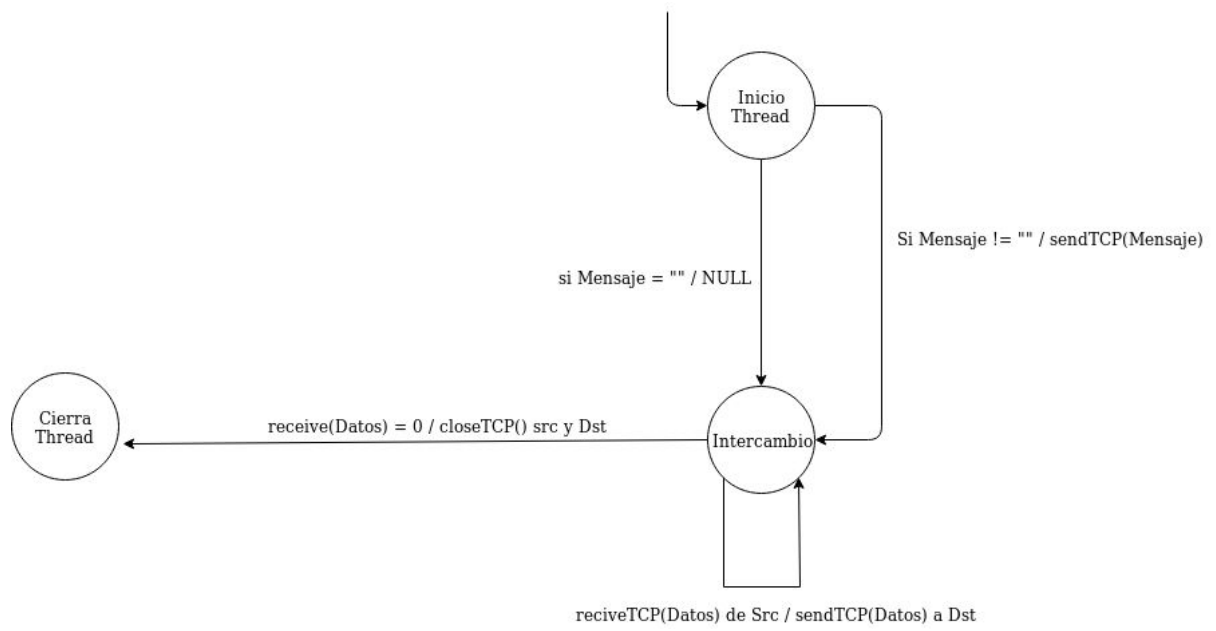 Inicio
Thread
Si Mensaje != "" / sendTCP(Mensaje)
si Mensaje = "" / NULL
Cierra
Thread
receive(Datos) = 0 / closeTCP() src y Dst
Intercambio
reciveTCP(Datos) de Src / sendTCP(Datos) a Dst